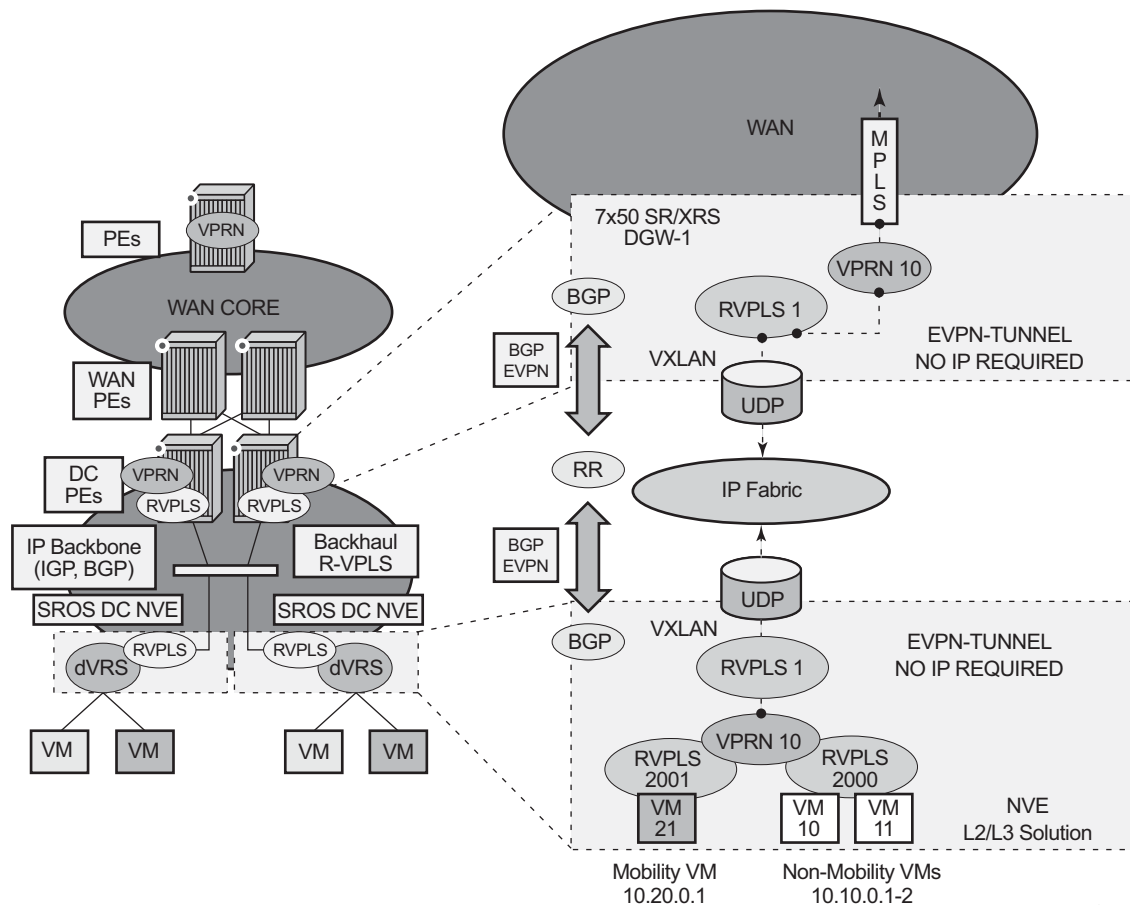 VPRN
PEs
WAN CORE
WAN
PEs
DC
PEs
VPRN
VPRN
RVPLS
RVPLS
IP Backbone
(IGP, BGP)
Backhaul
R-VPLS
SROS DC NVE
SROS DC NVE
RVPLS
RVPLS
dVRS
dVRS
VM
VM
VM
VM
WAN
MPLS
7x50 SR/XRS
DGW-1
VPRN 10
BGP
RVPLS 1
EVPN-TUNNEL
NO IP REQUIRED
BGP
EVPN
VXLAN
UDP
RR
IP Fabric
BGP
EVPN
UDP
BGP
VXLAN
RVPLS 1
EVPN-TUNNEL
NO IP REQUIRED
VPRN 10
RVPLS
2001
RVPLS
2000
VM
21
VM
10
VM
11
NVE
L2/L3 Solution
Mobility VM
10.20.0.1
Non-Mobility VMs
10.10.0.1-2